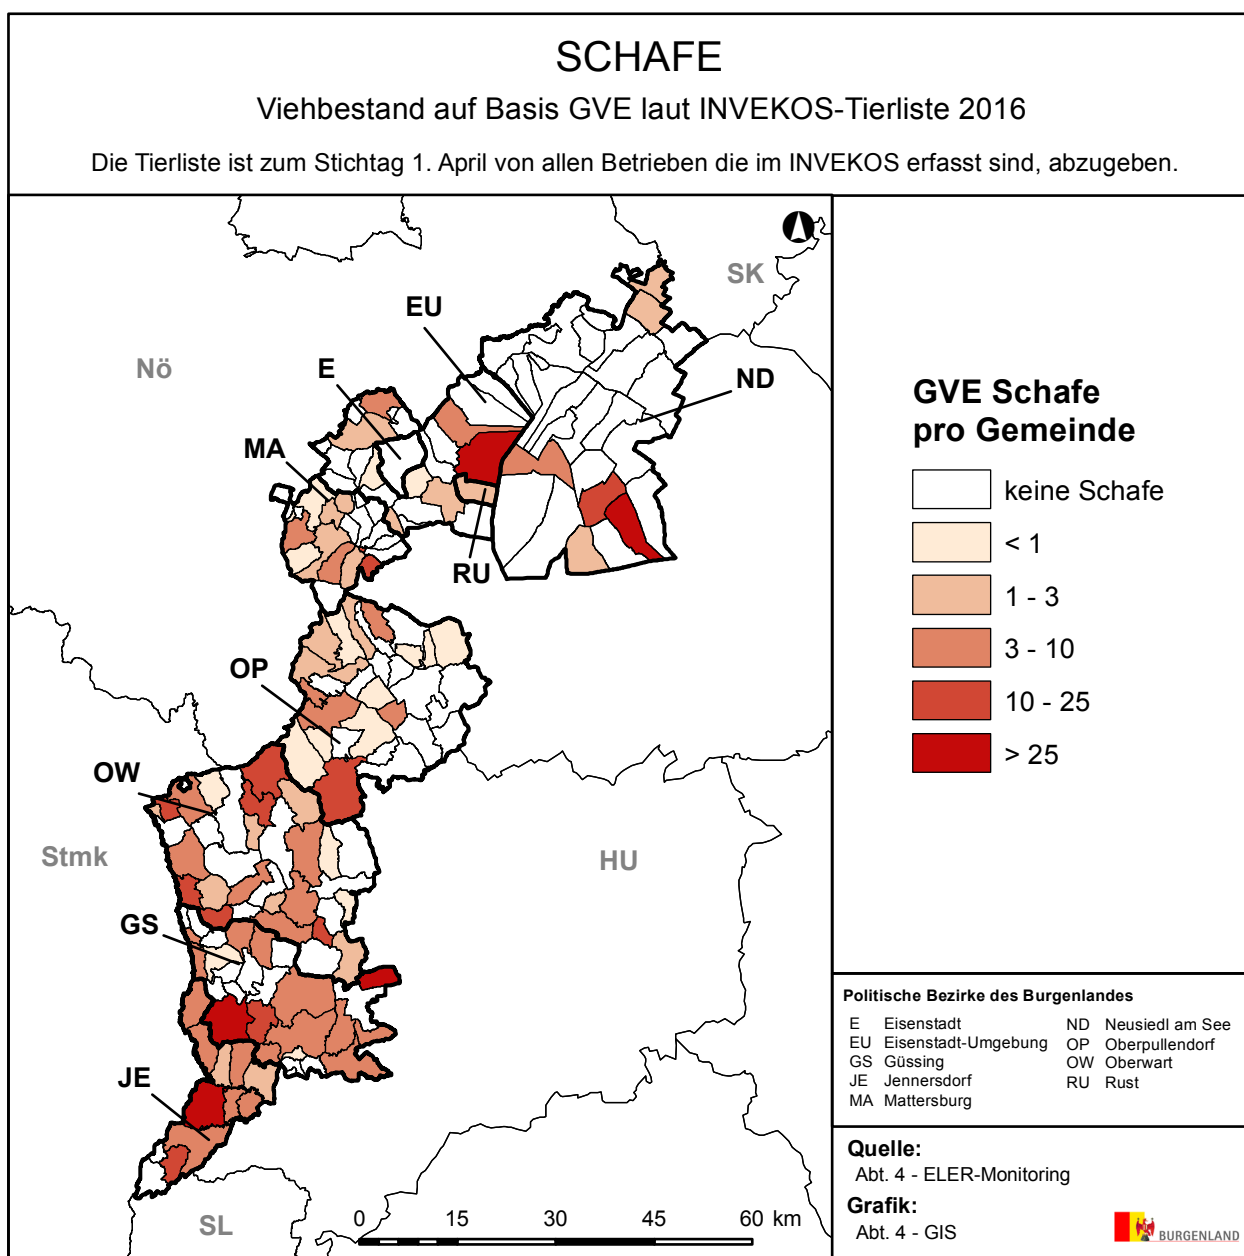 SCHAFE
Viehbestand auf Basis GVE laut INVEKOS-Tierliste 2016
Die Tierliste ist zum Stichtag 1. April von allen Betrieben die im INVEKOS erfasst sind, abzugeben.
SK
EU
Nö
E
ND
MA
RU
OP
OW
Stmk
HU
GS
JE
SL
0 15 30 45 60 km
GVE Schafe
pro Gemeinde
keine Schafe
< 1
1 - 3
3 - 10
10 - 25
> 25
Politische Bezirke des Burgenlandes
E Eisenstadt
EU Eisenstadt-Umgebung
GS Güssing
JE Jennersdorf
MA Mattersburg
ND Neusiedl am See
OP Oberpullendorf
OW Oberwart
RU Rust
Quelle:
Abt. 4 - ELER-Monitoring
Grafik:
Abt. 4 - GIS
BURGENLAND